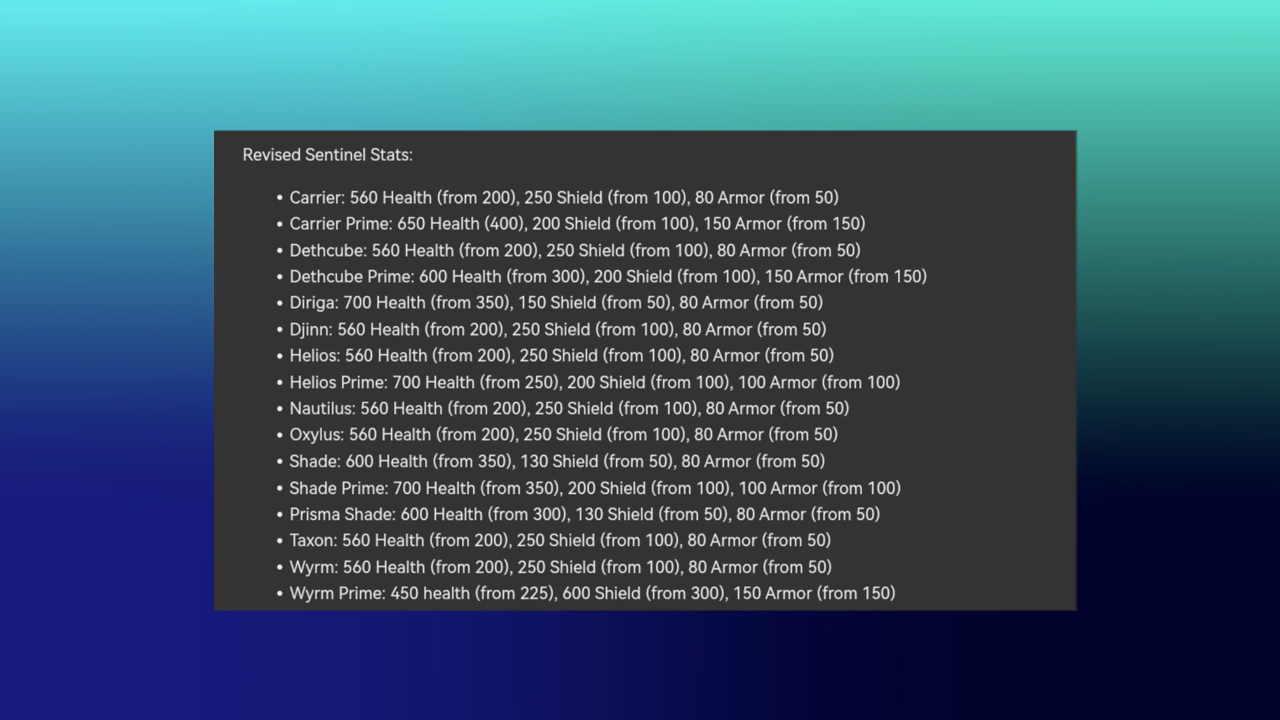 Revised Sentinel Stats:
• Carrier: 560 Health (from 200), 250 Shield (from 100), 80 Armor (from 50)
• Carrier Prime: 650 Health (400), 200 Shield (from 100), 150 Armor (from 150)
• Dethcube: 560 Health (from 200), 250 Shield (from 100), 80 Armor (from 50)
• Dethcube Prime: 600 Health (from 300), 200 Shield (from 100), 150 Armor (from 150)
• Diriga: 700 Health (from 350), 150 Shield (from 50), 80 Armor (from 50)
• Djinn: 560 Health (from 200), 250 Shield (from 100), 80 Armor (from 50)
• Helios: 560 Health (from 200), 250 Shield (from 100), 80 Armor (from 50)
• Helios Prime: 700 Health (from 250), 200 Shield (from 100), 100 Armor (from 100)
• Nautilus: 560 Health (from 200), 250 Shield (from 100), 80 Armor (from 50)
• Oxylus: 560 Health (from 200), 250 Shield (from 100), 80 Armor (from 50)
• Shade: 600 Health (from 350), 130 Shield (from 50), 80 Armor (from 50)
• Shade Prime: 700 Health (from 350), 200 Shield (from 100), 100 Armor (from 100)
• Prisma Shade: 600 Health (from 300), 130 Shield (from 50), 80 Armor (from 50)
• Taxon: 560 Health (from 200), 250 Shield (from 100), 80 Armor (from 50)
• Wyrm: 560 Health (from 200), 250 Shield (from 100), 80 Armor (from 50)
• Wyrm Prime: 450 health (from 225), 600 Shield (from 300), 150 Armor (from 150)